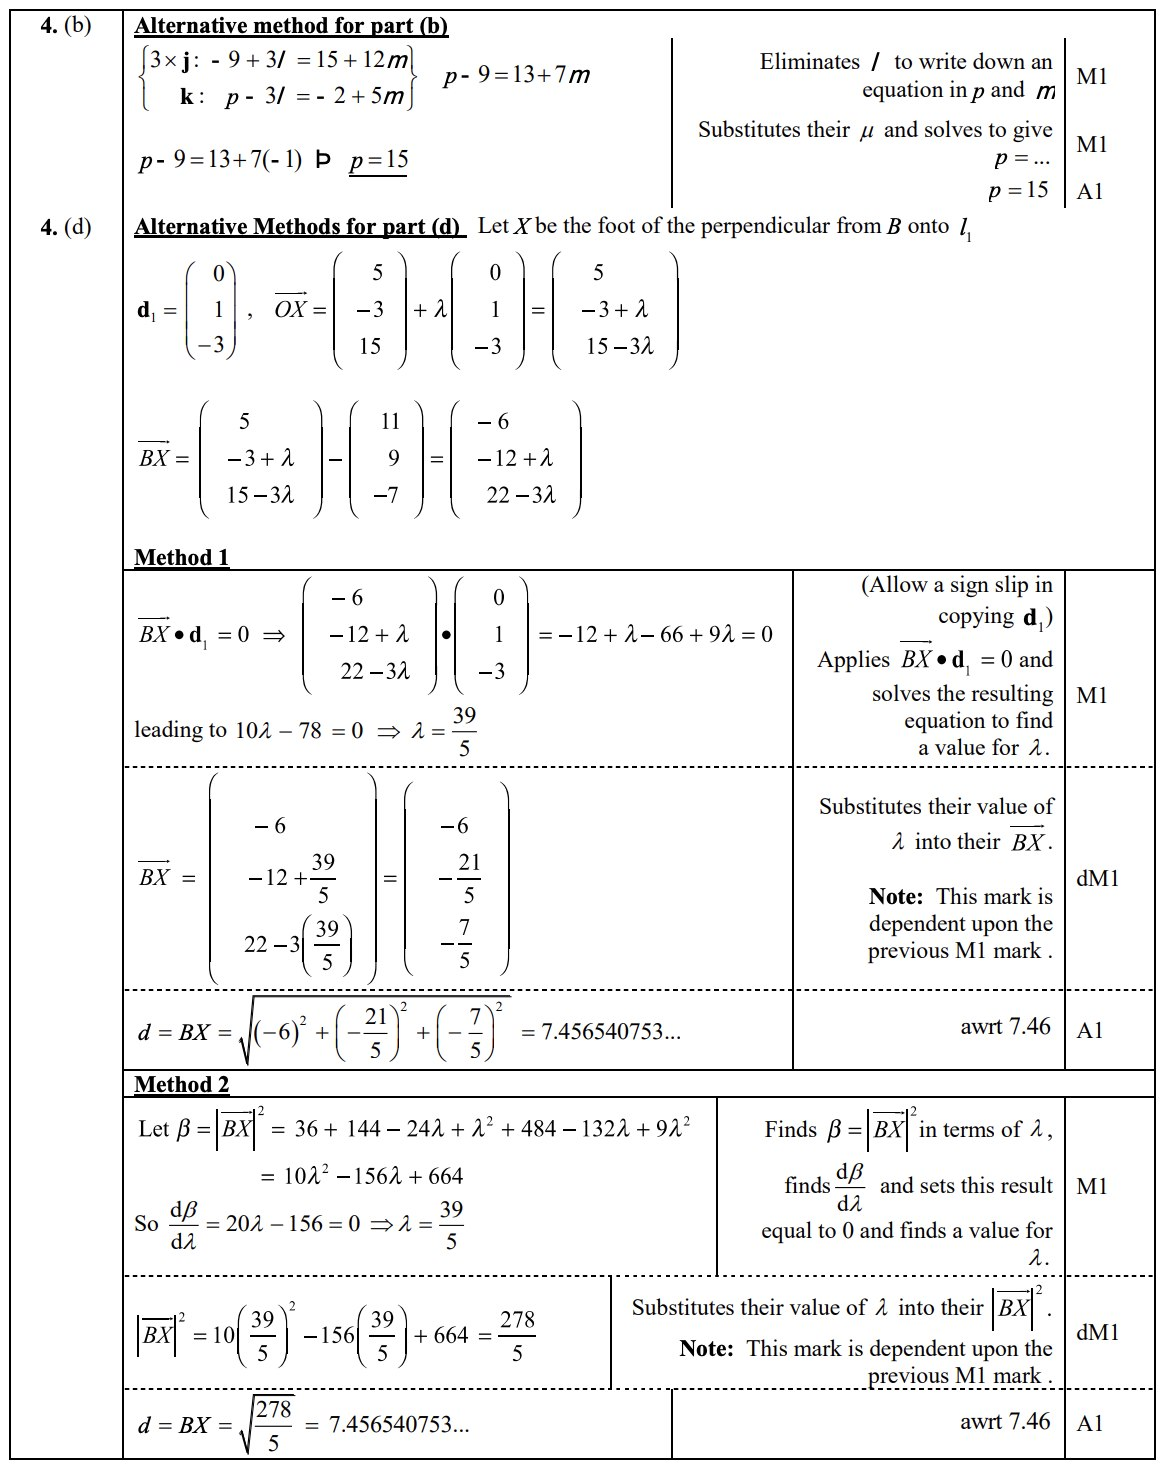 4. (b) Alternative method for part (b)
{3 × j: - 9 + 3l = 15 + 12m
k: p - 3l = - 2 + 5m} p - 9 = 13 + 7m
Eliminates l to write down an
equation in p and m
M1
p - 9 = 13 + 7(- 1) Þ p = 15
Substitutes their μ and solves to give
p = ...
M1
p = 15 A1
4. (d) Alternative Methods for part (d) Let X be the foot of the perpendicular from B onto l₁
d₁ = (0, 1, −3), OX→ = (5, −3, 15) + λ(0, 1, −3) = (5, −3 + λ, 15 − 3λ)
BX→ = (5, −3 + λ, 15 − 3λ) − (11, 9, −7) = (− 6, −12 + λ, 22 − 3λ)
Method 1
BX→ • d₁ = 0 ⇒ (− 6, −12 + λ, 22 − 3λ) • (0, 1, −3) = −12 + λ − 66 + 9λ = 0
leading to 10λ − 78 = 0 ⇒ λ = 39/5
(Allow a sign slip in
copying d₁)
Applies BX→ • d₁ = 0 and
solves the resulting
equation to find
a value for λ.
M1
BX→ = (− 6, −12 + 39/5, 22 − 3(39/5)) = (−6, −21/5, −7/5)
Substitutes their value of
λ into their BX→.
Note: This mark is
dependent upon the
previous M1 mark .
dM1
d = BX = √((−6)² + (−21/5)² + (−7/5)²) = 7.456540753...
awrt 7.46 A1
Method 2
Let β = |BX→|² = 36 + 144 − 24λ + λ² + 484 − 132λ + 9λ²
= 10λ² − 156λ + 664
So dβ/dλ = 20λ − 156 = 0 ⇒ λ = 39/5
Finds β = |BX→|² in terms of λ,
finds dβ/dλ and sets this result
equal to 0 and finds a value for
λ.
M1
|BX→|² = 10(39/5)² − 156(39/5) + 664 = 278/5
Substitutes their value of λ into their |BX→|².
Note: This mark is dependent upon the
previous M1 mark .
dM1
d = BX = √(278/5) = 7.456540753...
awrt 7.46 A1